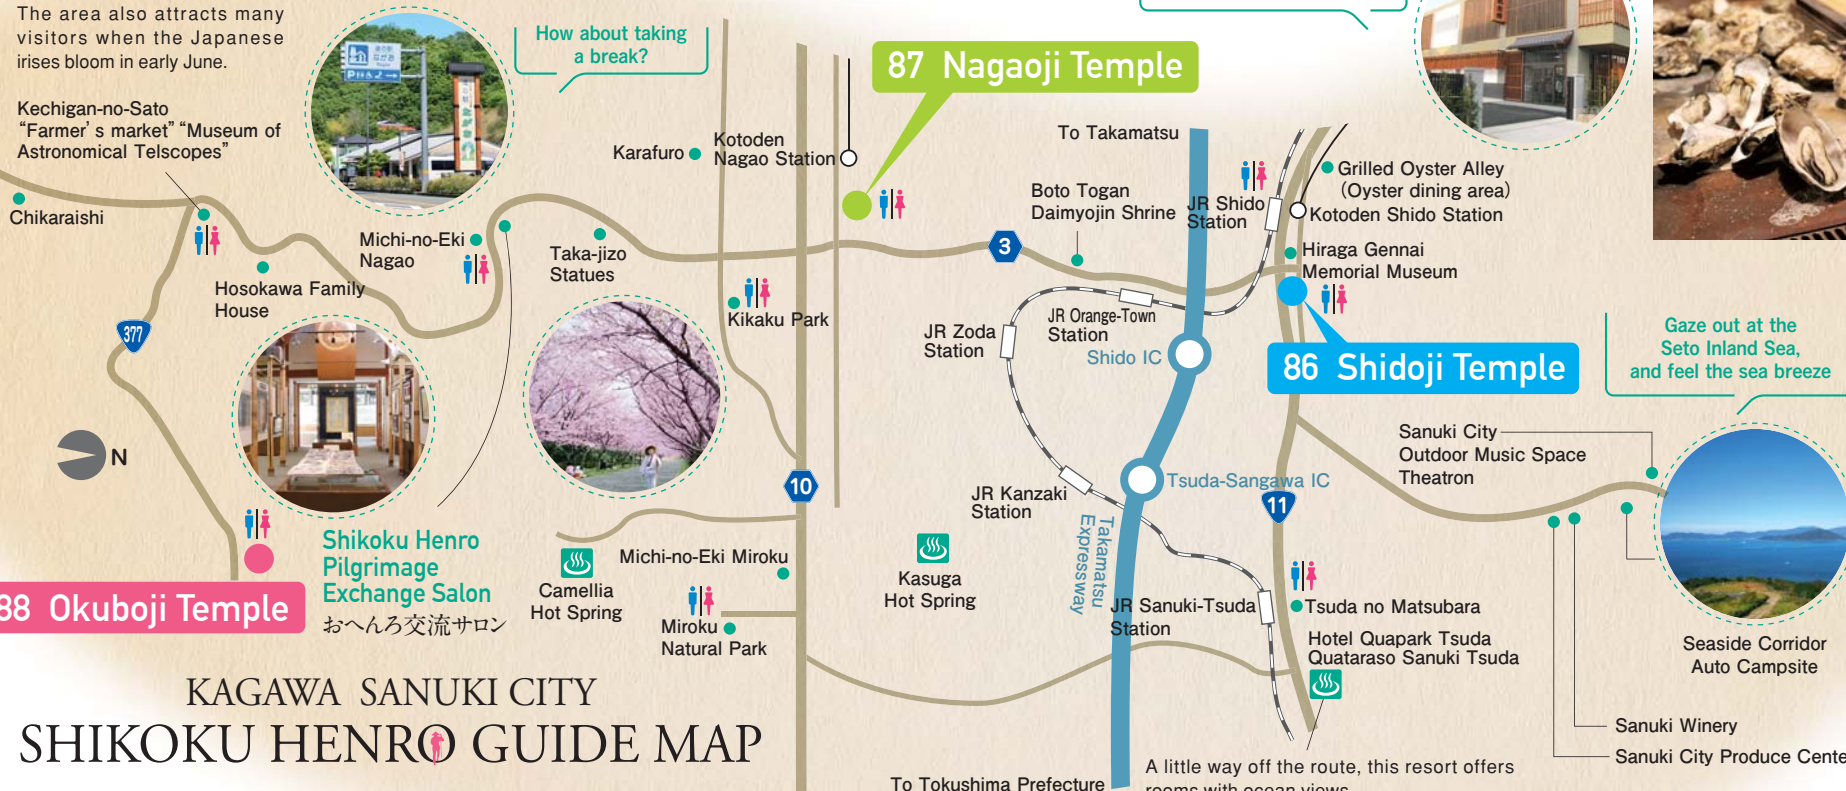 The area also attracts many
visitors when the Japanese
irises bloom in early June.
Kechigan-no-Sato
“Farmer’s market” “Museum of
Astronomical Telscopes”
How about taking
a break?
87 Nagaoji Temple
Karafuro
Kotoden
Nagao Station
To Takamatsu
Boto Togan
Daimyojin Shrine
JR Shido
Station
Grilled Oyster Alley
(Oyster dining area)
Kotoden Shido Station
Hiraga Gennai
Memorial Museum
Chikaraishi
Michi-no-Eki
Nagao
Taka-jizo
Statues
3
Hosokawa Family
House
Kikaku Park
377
JR Zoda
Station
JR Orange-Town
Station
Shido IC
86 Shidoji Temple
Gaze out at the
Seto Inland Sea,
and feel the sea breeze
N
10
JR Kanzaki
Station
Tsuda-Sangawa IC
11
Sanuki City
Outdoor Music Space
Theatron
Takamatsu
Expressway
Shikoku Henro
Pilgrimage
Exchange Salon
おへんろ交流サロン
88 Okuboji Temple
Camellia
Hot Spring
Michi-no-Eki Miroku
Miroku
Natural Park
Kasuga
Hot Spring
JR Sanuki-Tsuda
Station
Tsuda no Matsubara
Hotel Quapark Tsuda
Quataraso Sanuki Tsuda
Seaside Corridor
Auto Campsite
Sanuki Winery
Sanuki City Produce Cente
KAGAWA SANUKI CITY
SHIKOKU HENRO GUIDE MAP
To Tokushima Prefecture
A little way off the route, this resort offers
rooms with ocean views